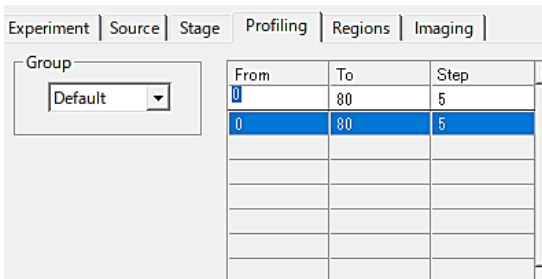 Experiment Source Stage Profiling Regions Imaging
Group
Default
From To Step
0 80 5
0 80 5